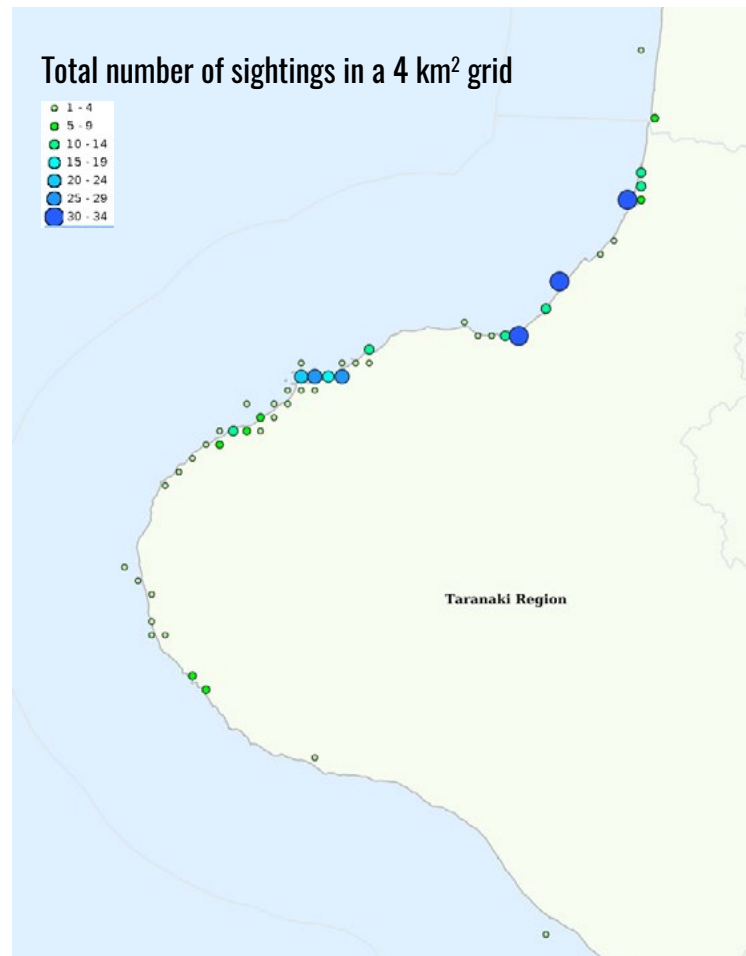 Total number of sightings in a 4 km² grid
1 - 4
5 - 9
10 - 14
15 - 19
20 - 24
25 - 29
30 - 34
Taranaki Region